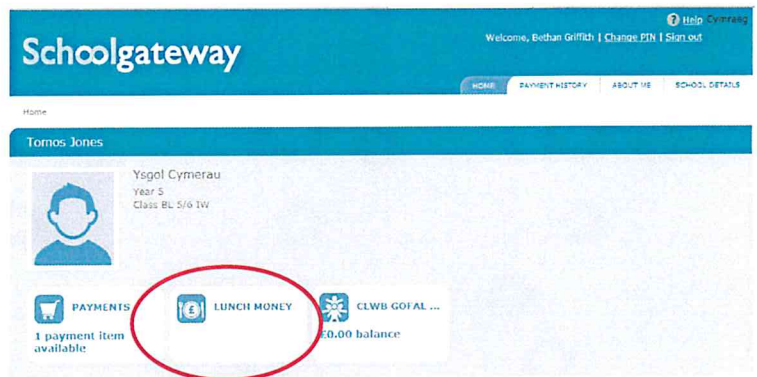 Help Cymraeg
Schoolgateway
Welcome, Bethan Griffith | Change PIN | Sign out
HOME PAYMENT HISTORY ABOUT ME SCHOOL DETAILS
Home
Tomos Jones
Ysgol Cymerau
Year 5
Class BL 5/6 IW
PAYMENTS LUNCH MONEY CLWB GOFAL ...
1 payment item £0.00 balance
available